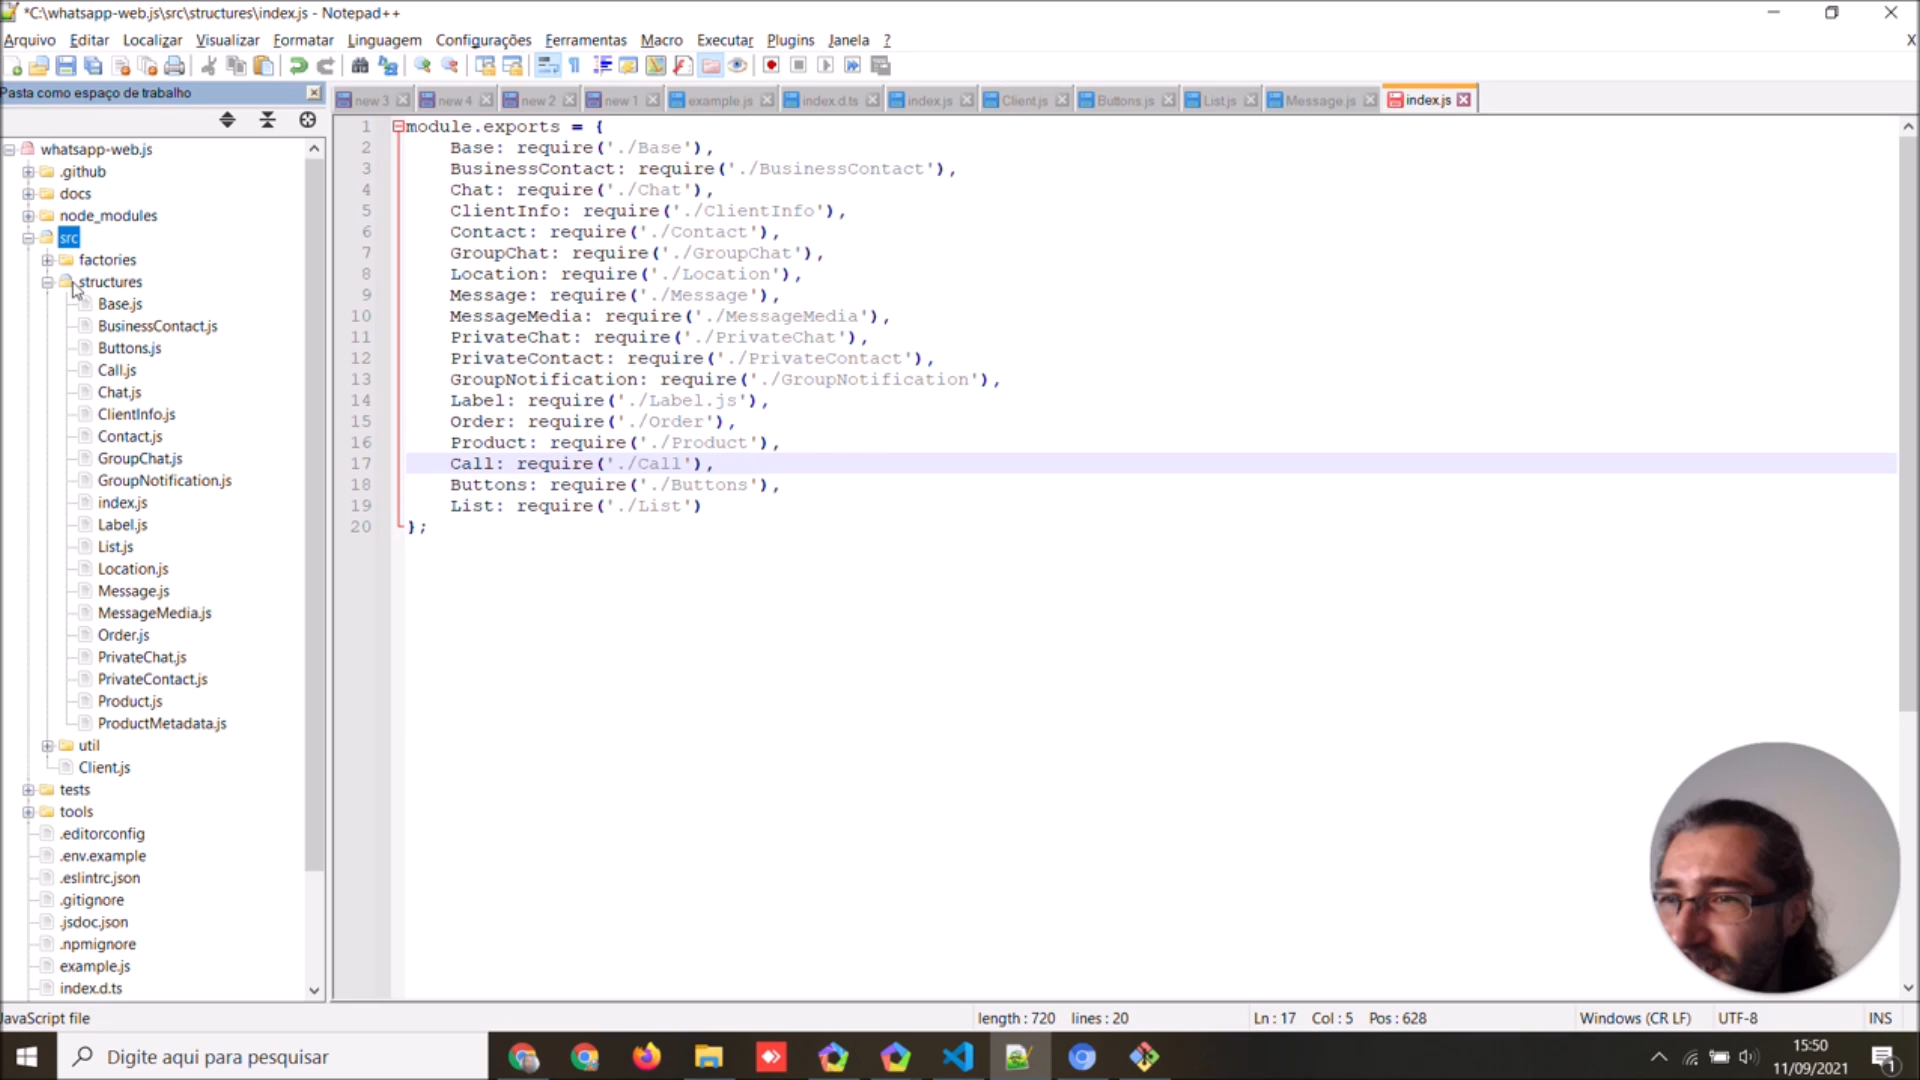 *C:\whatsapp-web.js\src\structures\index.js - Notepad++
Arquivo Editar Localizar Visualizar Formatar Linguagem Configurações Ferramentas Macro Executar Plugins Janela ? X
Pasta como espaço de trabalho
new 3 new 4 new 2 new 1 example.js index.d.ts index.js Client.js Buttons.js List.js Message.js index.js
whatsapp-web.js
.github
docs
node_modules
src
factories
structures
Base.js
BusinessContact.js
Buttons.js
Call.js
Chat.js
ClientInfo.js
Contact.js
GroupChat.js
GroupNotification.js
index.js
Label.js
List.js
Location.js
Message.js
MessageMedia.js
Order.js
PrivateChat.js
PrivateContact.js
Product.js
ProductMetadata.js
util
Client.js
tests
tools
.editorconfig
.env.example
.eslintrc.json
.gitignore
.jsdoc.json
.npmignore
example.js
index.d.ts
1 module.exports = {
2 Base: require('./Base'),
3 BusinessContact: require('./BusinessContact'),
4 Chat: require('./Chat'),
5 ClientInfo: require('./ClientInfo'),
6 Contact: require('./Contact'),
7 GroupChat: require('./GroupChat'),
8 Location: require('./Location'),
9 Message: require('./Message'),
10 MessageMedia: require('./MessageMedia'),
11 PrivateChat: require('./PrivateChat'),
12 PrivateContact: require('./PrivateContact'),
13 GroupNotification: require('./GroupNotification'),
14 Label: require('./Label.js'),
15 Order: require('./Order'),
16 Product: require('./Product'),
17 Call: require('./Call'),
18 Buttons: require('./Buttons'),
19 List: require('./List')
20 };
JavaScript file length : 720 lines : 20 Ln : 17 Col : 5 Pos : 628 Windows (CR LF) UTF-8 INS
Digite aqui para pesquisar
15:50
11/09/2021
1